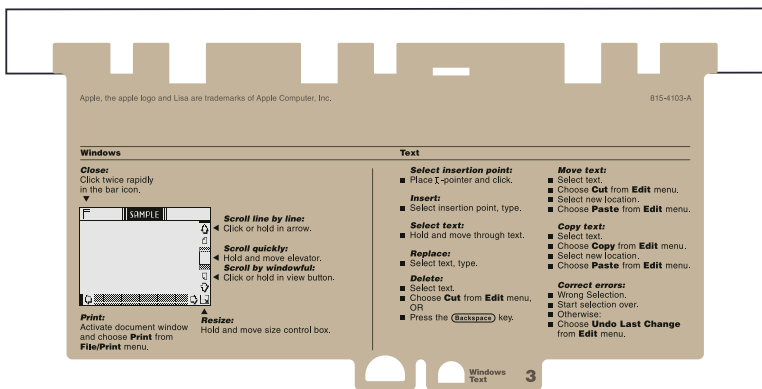 Apple, the apple logo and Lisa are trademarks of Apple Computer, Inc.
815-4103-A
Windows
Close:
Click twice rapidly
in the bar icon.
SAMPLE
Scroll line by line:
Click or hold in arrow.
Scroll quickly:
Hold and move elevator.
Scroll by windowful:
Click or hold in view button.
Print:
Activate document window
and choose Print from
File/Print menu.
Resize:
Hold and move size control box.
Text
Select insertion point:
Place I-pointer and click.
Insert:
Select insertion point, type.
Select text:
Hold and move through text.
Replace:
Select text, type.
Delete:
Select text.
Choose Cut from Edit menu,
OR
Press the Backspace key.
Move text:
Select text.
Choose Cut from Edit menu.
Select new location.
Choose Paste from Edit menu.
Copy text:
Select text.
Choose Copy from Edit menu.
Select new location.
Choose Paste from Edit menu.
Correct errors:
Wrong Selection.
Start selection over.
Otherwise:
Choose Undo Last Change
from Edit menu.
Windows
Text
3